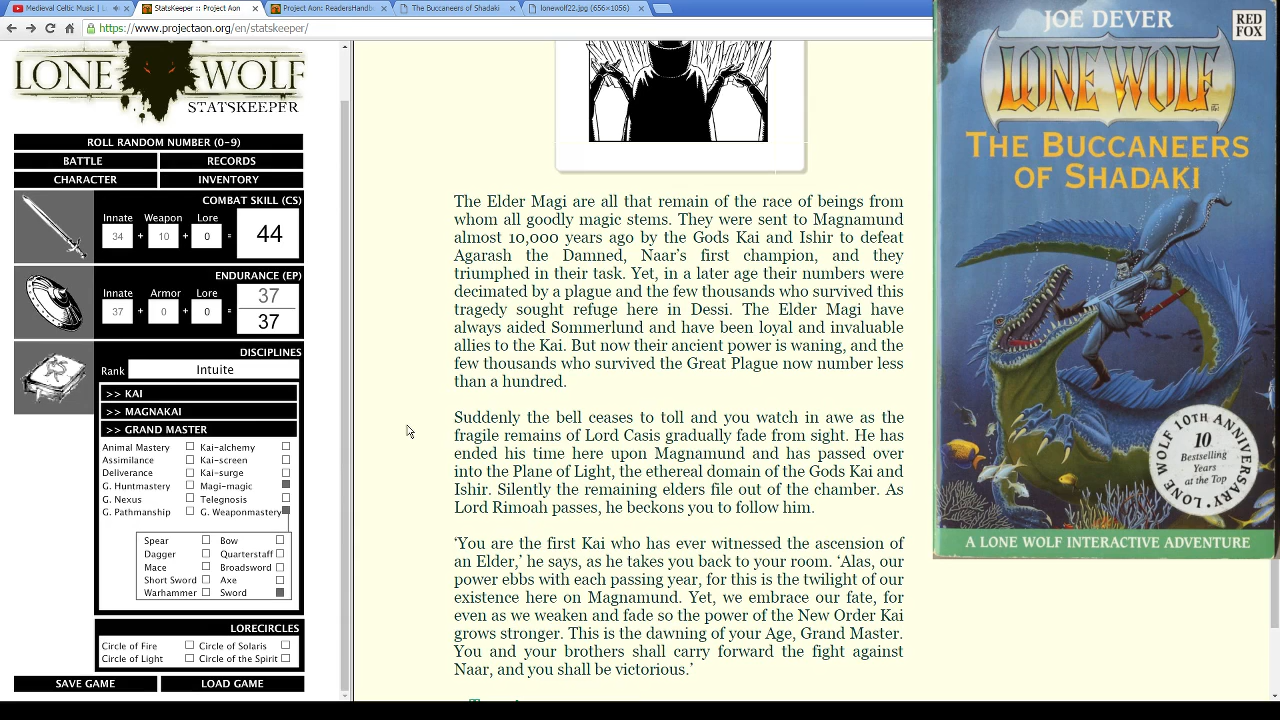 Medieval Celtic Music | 
StatsKeeper :: Project Aon
Project Aon: ReadersHandb
The Buccaneers of Shadaki
lonewolf22.jpg (656×1056)
https://www.projectaon.org/en/statskeeper/
LONE WOLF
STATSKEEPER
ROLL RANDOM NUMBER (0-9)
BATTLE RECORDS
CHARACTER INVENTORY
COMBAT SKILL (CS)
Innate Weapon Lore
34 + 10 + 0 = 44
ENDURANCE (EP)
Innate Armor Lore
37 + 0 + 0 = 37
37
DISCIPLINES
Rank Intuite
>> KAI
>> MAGNAKAI
>> GRAND MASTER
Animal Mastery Kai-alchemy
Assimilance Kai-screen
Deliverance Kai-surge
G. Huntmastery Magi-magic
G. Nexus Telegnosis
G. Pathmanship G. Weaponmastery
Spear Bow
Dagger Quarterstaff
Mace Broadsword
Short Sword Axe
Warhammer Sword
LORECIRCLES
Circle of Fire Circle of Solaris
Circle of Light Circle of the Spirit
SAVE GAME LOAD GAME
The Elder Magi are all that remain of the race of beings from
whom all goodly magic stems. They were sent to Magnamund
almost 10,000 years ago by the Gods Kai and Ishir to defeat
Agarash the Damned, Naar’s first champion, and they
triumphed in their task. Yet, in a later age their numbers were
decimated by a plague and the few thousands who survived this
tragedy sought refuge here in Dessi. The Elder Magi have
always aided Sommerlund and have been loyal and invaluable
allies to the Kai. But now their ancient power is waning, and the
few thousands who survived the Great Plague now number less
than a hundred.
Suddenly the bell ceases to toll and you watch in awe as the
fragile remains of Lord Casis gradually fade from sight. He has
ended his time here upon Magnamund and has passed over
into the Plane of Light, the ethereal domain of the Gods Kai and
Ishir. Silently the remaining elders file out of the chamber. As
Lord Rimoah passes, he beckons you to follow him.
‘You are the first Kai who has ever witnessed the ascension of
an Elder,’ he says, as he takes you back to your room. ‘Alas, our
power ebbs with each passing year, for this is the twilight of our
existence here on Magnamund. Yet, we embrace our fate, for
even as we weaken and fade so the power of the New Order Kai
grows stronger. This is the dawning of your Age, Grand Master.
You and your brothers shall carry forward the fight against
Naar, and you shall be victorious.’
JOE DEVER
RED
FOX
LONE WOLF
THE BUCCANEERS
OF SHADAKI
LONE WOLF 10TH ANNIVERSARY
10
Bestselling
Years
at the Top
A LONE WOLF INTERACTIVE ADVENTURE